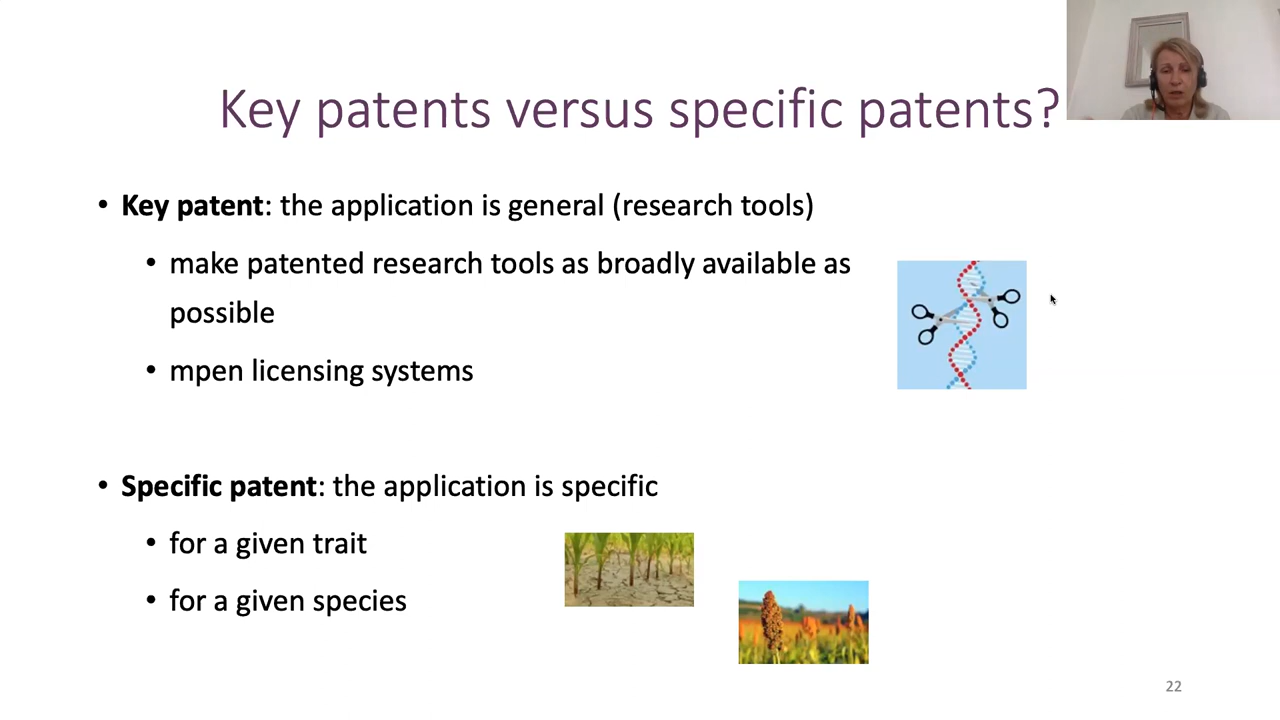 Key patents versus specific patents?
• Key patent: the application is general (research tools)
• make patented research tools as broadly available as
possible
• mpen licensing systems
• Specific patent: the application is specific
• for a given trait
• for a given species
22